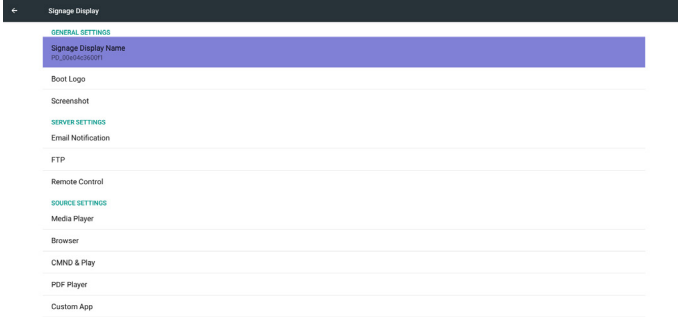 Signage Display
GENERAL SETTINGS
Signage Display Name
PD_00e04c3600f1
Boot Logo
Screenshot
SERVER SETTINGS
Email Notification
FTP
Remote Control
SOURCE SETTINGS
Media Player
Browser
CMND & Play
PDF Player
Custom App